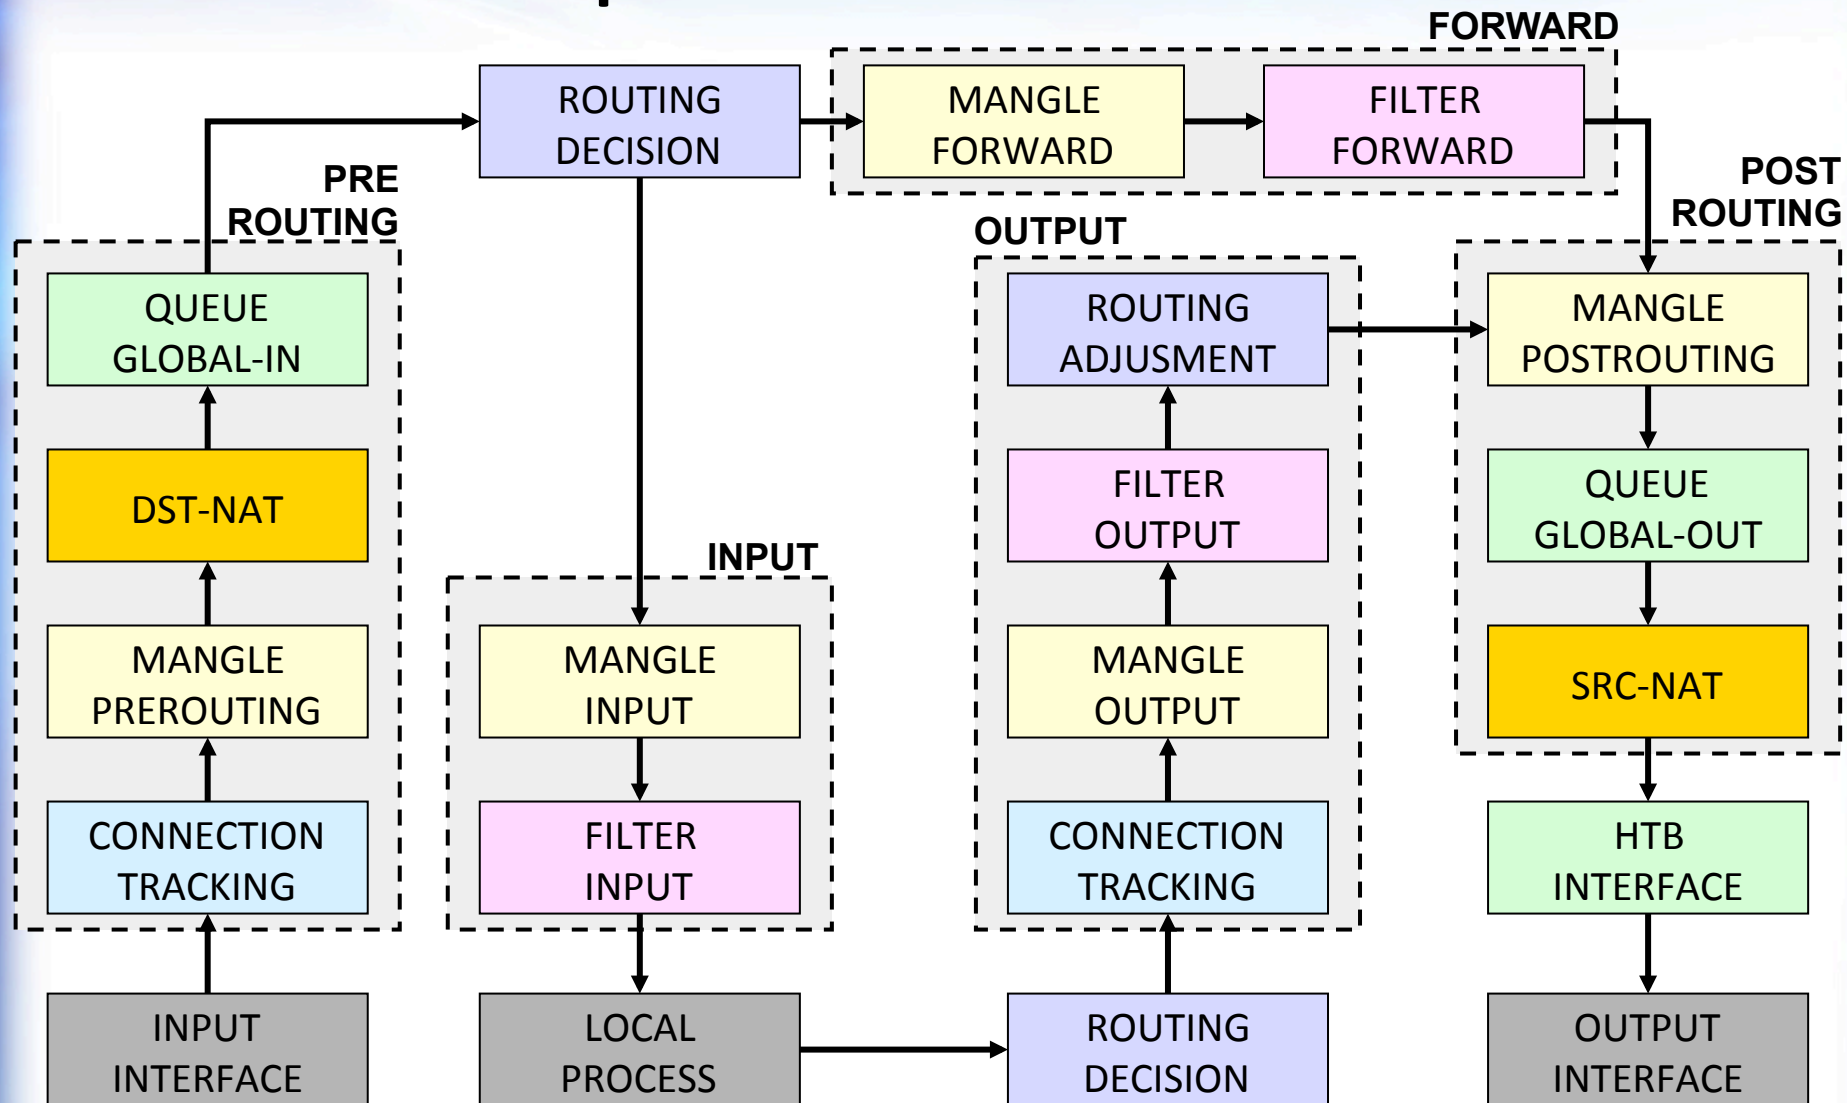 FORWARD
ROUTING
DECISION
MANGLE
FORWARD
FILTER
FORWARD
PRE
ROUTING
POST
ROUTING
OUTPUT
QUEUE
GLOBAL-IN
ROUTING
ADJUSMENT
MANGLE
POSTROUTING
DST-NAT
FILTER
OUTPUT
QUEUE
GLOBAL-OUT
INPUT
MANGLE
PREROUTING
MANGLE
INPUT
MANGLE
OUTPUT
SRC-NAT
CONNECTION
TRACKING
FILTER
INPUT
CONNECTION
TRACKING
HTB
INTERFACE
INPUT
INTERFACE
LOCAL
PROCESS
ROUTING
DECISION
OUTPUT
INTERFACE